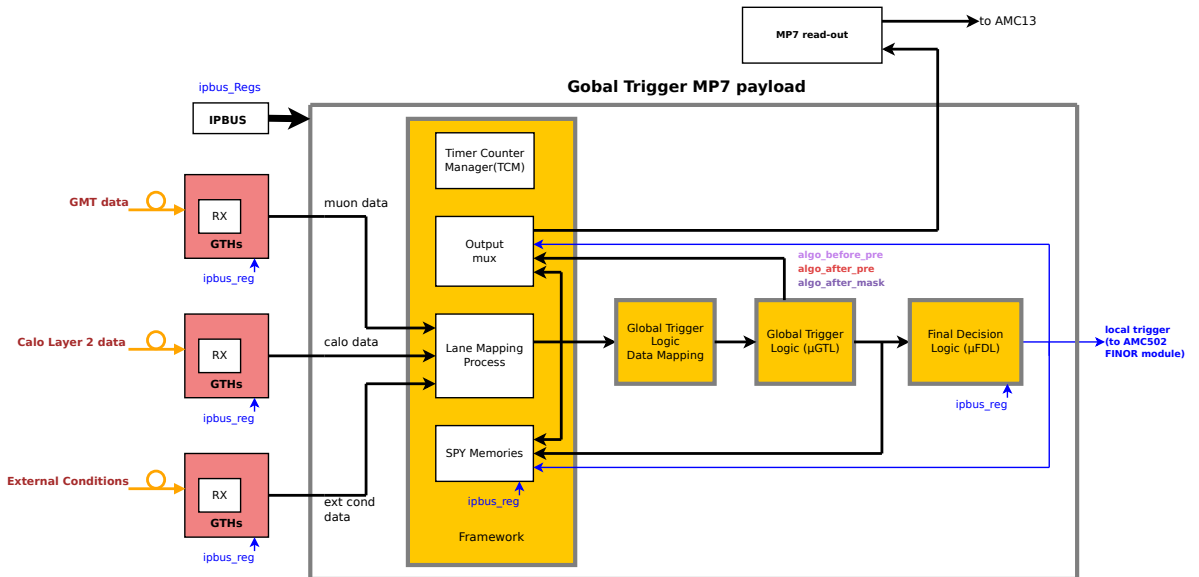 MP7 read-out
to AMC13
Gobal Trigger MP7 payload
ipbus_Regs
IPBUS
Timer Counter
Manager(TCM)
GMT data
RX
GTHs
ipbus_reg
muon data
Output
mux
algo_before_pre
algo_after_pre
algo_after_mask
Calo Layer 2 data
RX
GTHs
ipbus_reg
calo data
Lane Mapping
Process
Global Trigger
Logic
Data Mapping
Global Trigger
Logic (μGTL)
Final Decision
Logic (μFDL)
ipbus_reg
local trigger
(to AMC502
FINOR module)
External Conditions
RX
GTHs
ipbus_reg
ext cond
data
SPY Memories
ipbus_reg
Framework